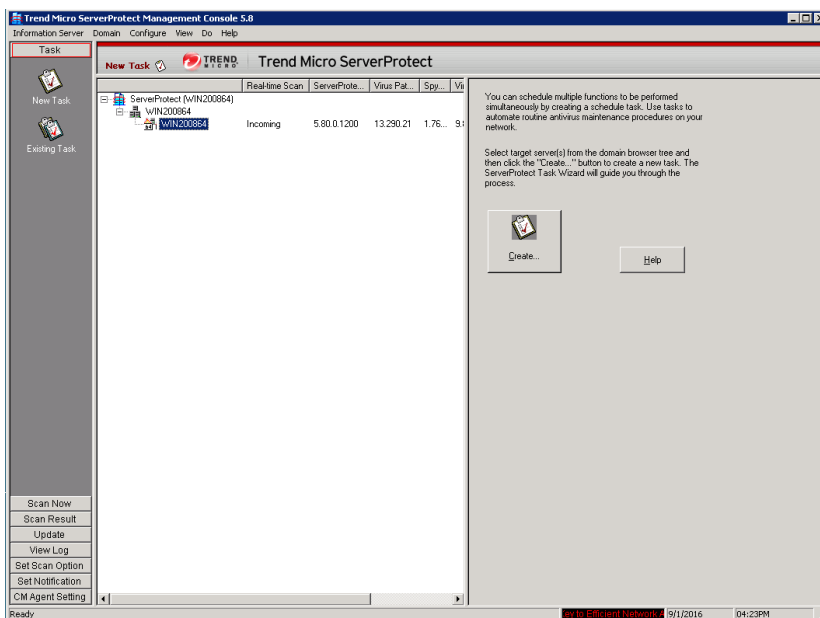 Trend Micro ServerProtect Management Console 5.8
Information Server Domain Configure View Do Help
Task
New Task
TREND MICRO
Trend Micro ServerProtect
New Task
Existing Task
Real-time Scan ServerProte... Virus Pat... Spy... Vi
ServerProtect (WIN200864)
WIN200864
WIN200864 Incoming 5.80.0.1200 13.290.21 1.76...
You can schedule multiple functions to be performed
simultaneously by creating a schedule task. Use tasks to
automate routine antivirus maintenance procedures on your
network.
Select target server(s) from the domain browser tree and
then click the "Create..." button to create a new task. The
ServerProtect Task Wizard will guide you through the
process.
Create...
Help
Scan Now
Scan Result
Update
View Log
Set Scan Option
Set Notification
CM Agent Setting
Ready
to Efficient Network 9/1/2016 04:23PM